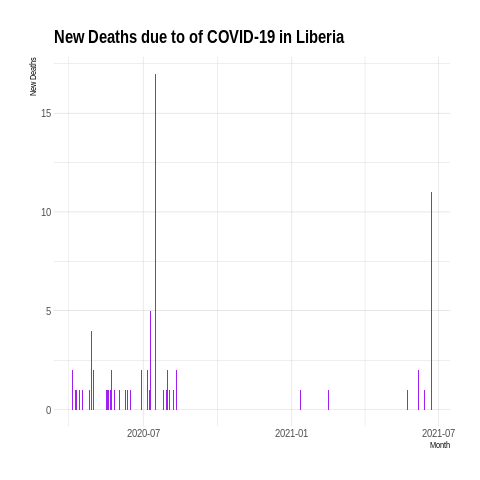 New Deaths due to of COVID-19 in Liberia
New Deaths
15
10
5
0
2020-07
2021-01
2021-07
Month